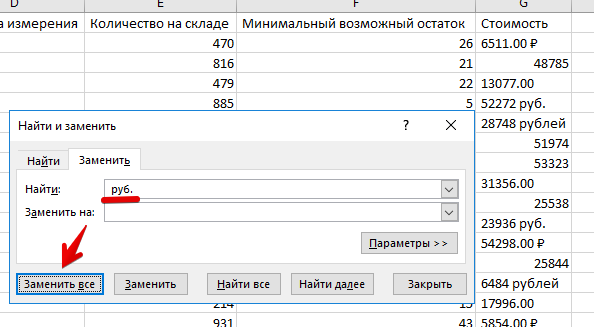 D E F G
а измерения Количество на складе Минимальный возможный остаток Стоимость
470 26 6511.00 ₽
816 21 48785
479 22 13077.00
885 5 52272 руб.
Найти и заменить ? ×
28748 рублей
Найти Заменить
51974
53323
Найти: руб.
31356.00
Заменить на:
25538
23936 руб.
Параметры >>
54298.00 ₽
25844
Заменить все Заменить Найти все Найти далее Закрыть
6484 рублей
17996.00
931 43 5854.00 ₽